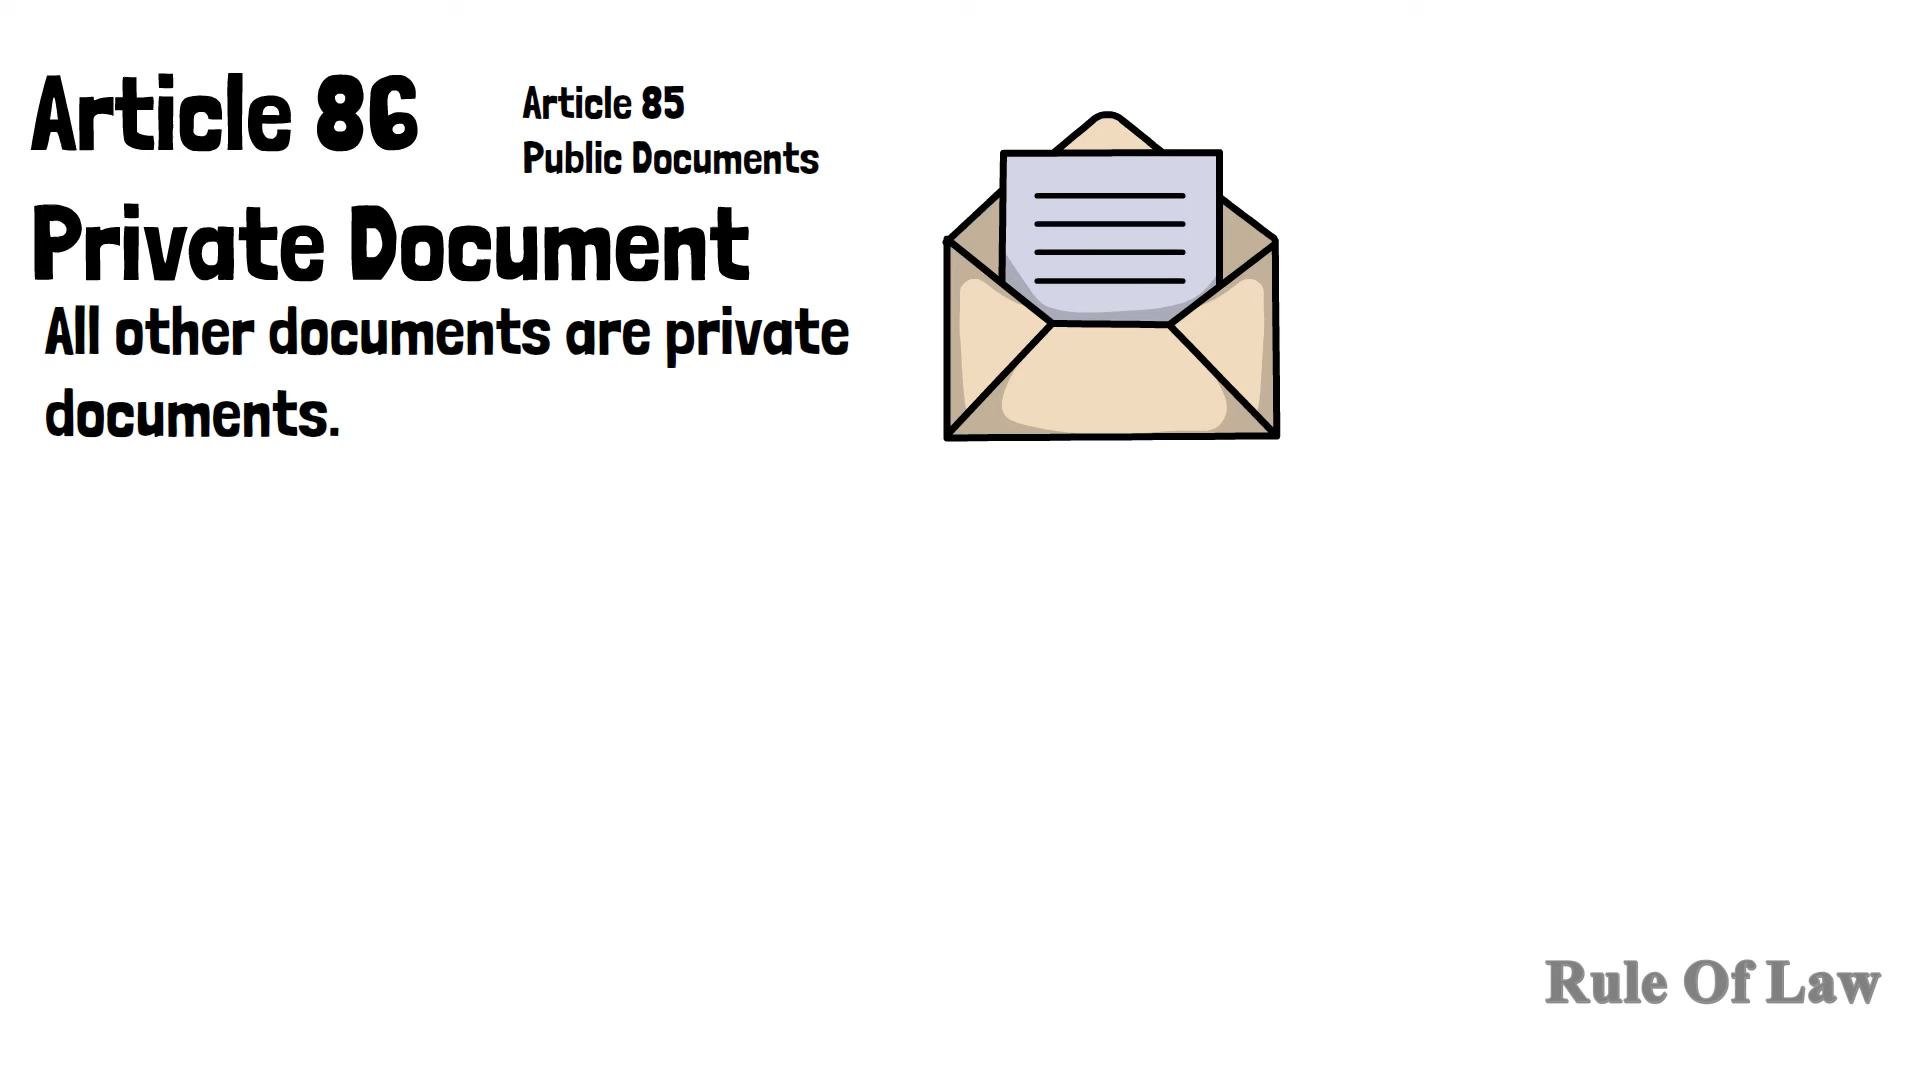 Article 86
Article 85
Public Documents
Private Document
All other documents are private
documents.
Rule Of Law